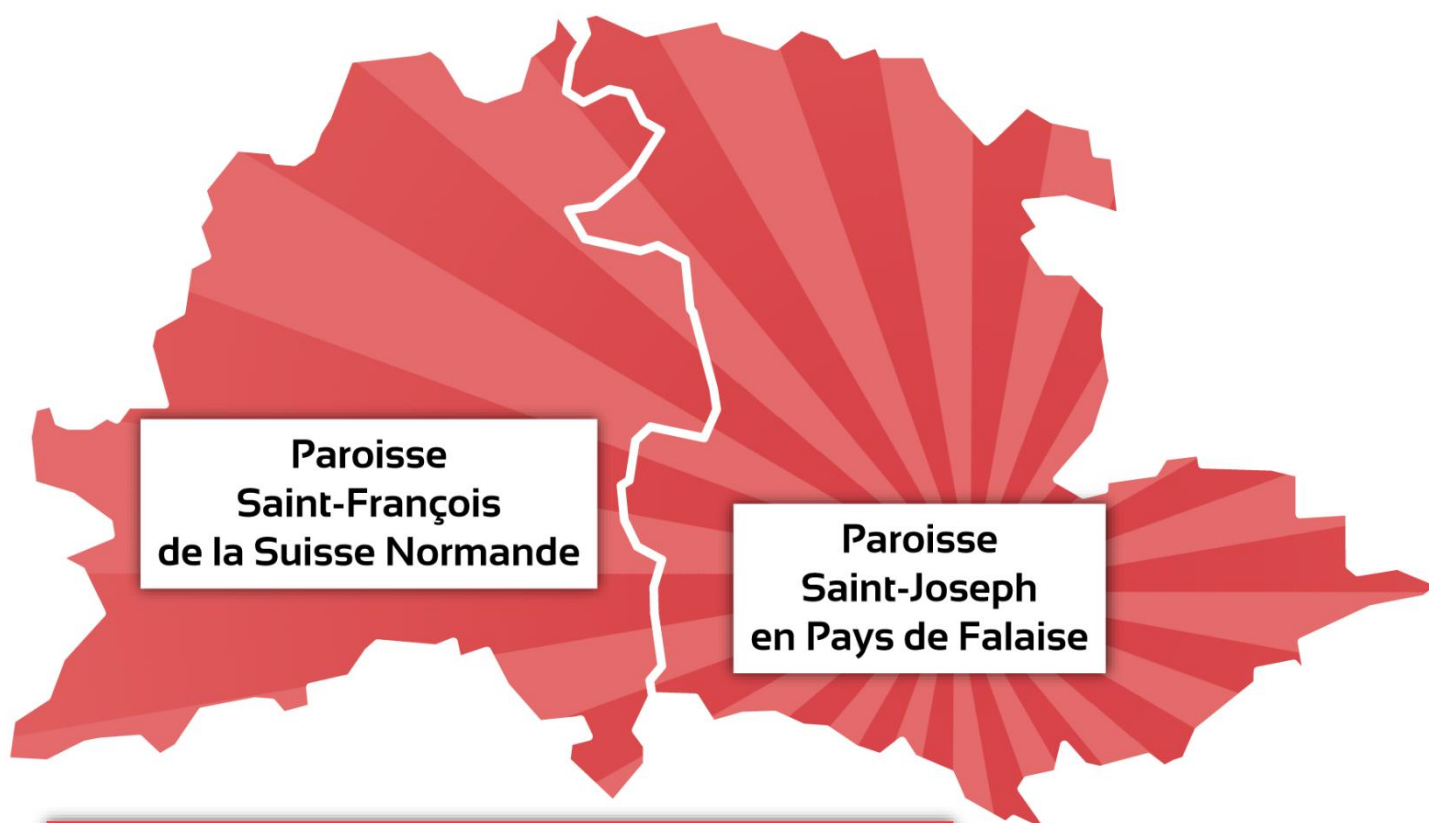 Paroisse
Saint-François
de la Suisse Normande
Paroisse
Saint-Joseph
en Pays de Falaise